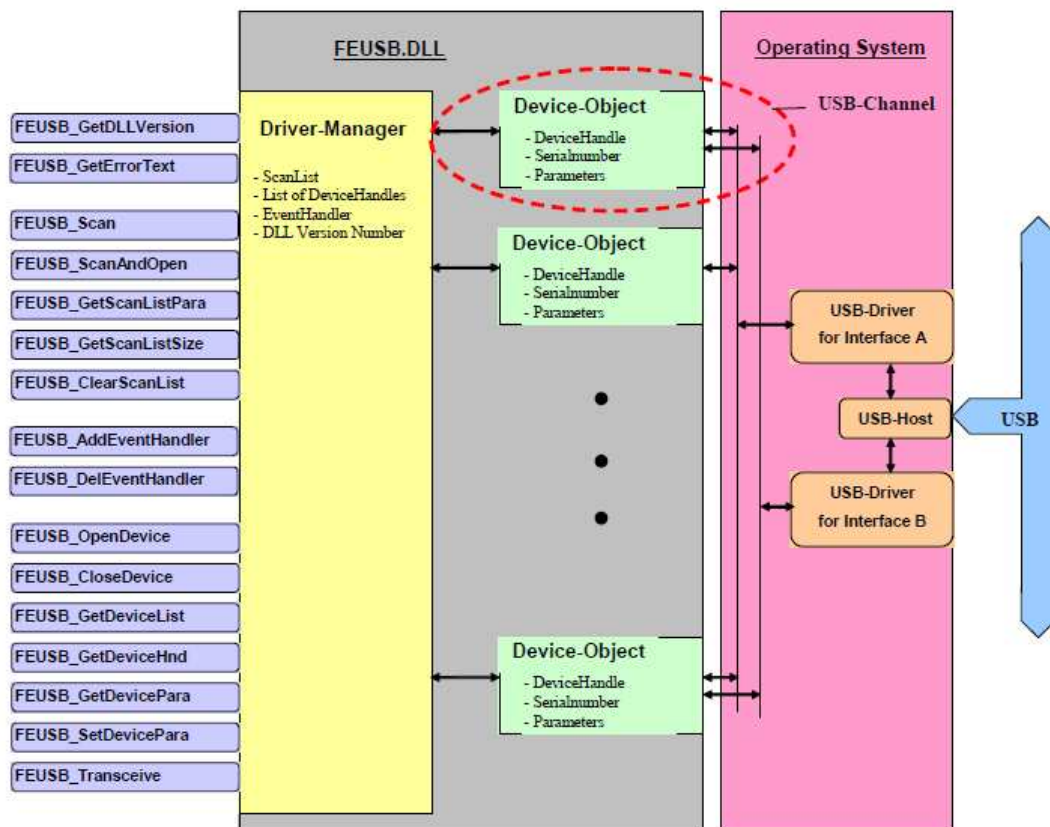 FEUSB.DLL
Operating System
USB-Channel
FEUSB_GetDLLVersion
FEUSB_GetErrorText
FEUSB_Scan
FEUSB_ScanAndOpen
FEUSB_GetScanListPara
FEUSB_GetScanListSize
FEUSB_ClearScanList
FEUSB_AddEventHandler
FEUSB_DelEventHandler
FEUSB_OpenDevice
FEUSB_CloseDevice
FEUSB_GetDeviceList
FEUSB_GetDeviceHnd
FEUSB_GetDevicePara
FEUSB_SetDevicePara
FEUSB_Transceive
Driver-Manager
- ScanList
- List of DeviceHandles
- EventHandler
- DLL Version Number
Device-Object
- DeviceHandle
- Serialnumber
- Parameters
Device-Object
- DeviceHandle
- Serialnumber
- Parameters
Device-Object
- DeviceHandle
- Serialnumber
- Parameters
USB-Driver
for Interface A
USB-Host
USB-Driver
for Interface B
USB